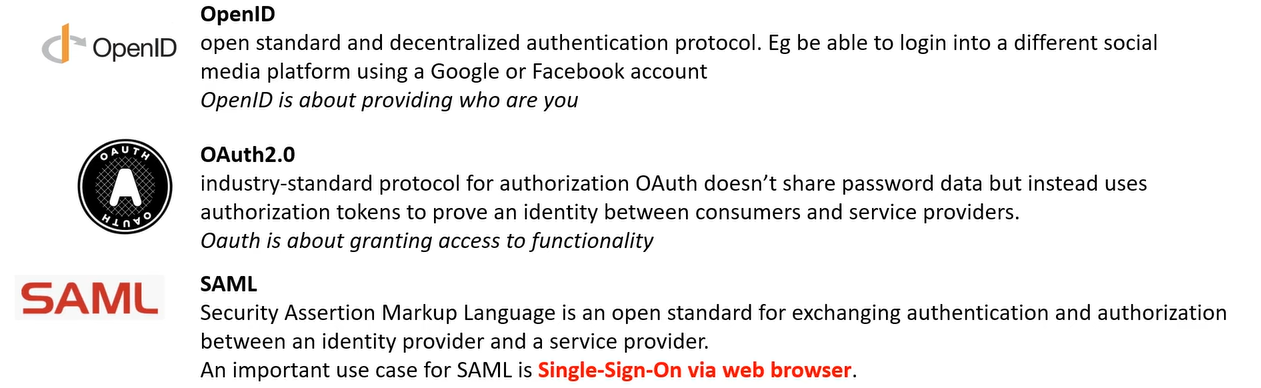 OpenID
OpenID
open standard and decentralized authentication protocol. Eg be able to login into a different social
media platform using a Google or Facebook account
OpenID is about providing who are you
OAUTH
A
OAUTH
OAuth2.0
industry-standard protocol for authorization OAuth doesn’t share password data but instead uses
authorization tokens to prove an identity between consumers and service providers.
Oauth is about granting access to functionality
SAML
SAML
Security Assertion Markup Language is an open standard for exchanging authentication and authorization
between an identity provider and a service provider.
An important use case for SAML is Single-Sign-On via web browser.